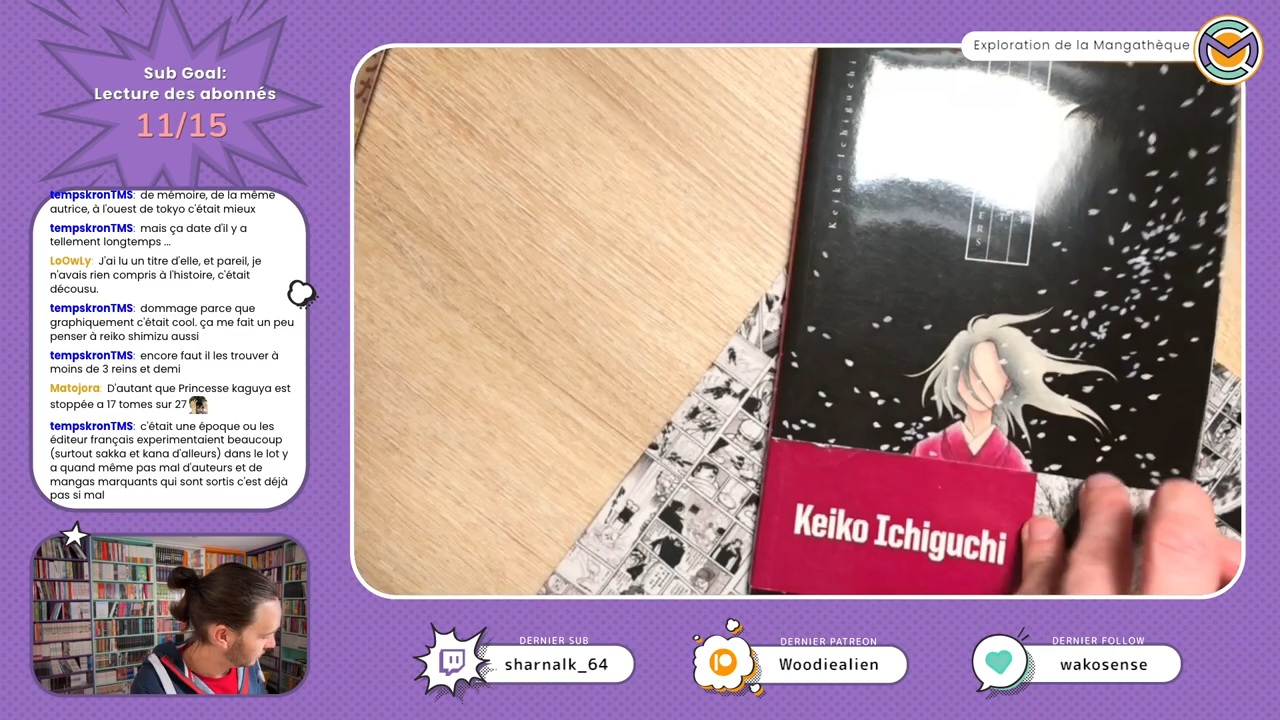 Sub Goal:
Lecture des abonnés
11/15
tempskronTMS: de mémoire, de la même
autrice, à l'ouest de tokyo c'était mieux
tempskronTMS: mais ça date d'il y a
tellement longtemps ...
LoOwLy: J'ai lu un titre d'elle, et pareil, je
n'avais rien compris à l'histoire, c'était
décousu.
tempskronTMS: dommage parce que
graphiquement c'était cool. ça me fait un peu
penser à reiko shimizu aussi
tempskronTMS: encore faut il les trouver à
moins de 3 reins et demi
Matojora: D'autant que Princesse kaguya est
stoppée a 17 tomes sur 27
tempskronTMS: c'était une époque ou les
éditeur français experimentaient beaucoup
(surtout sakka et kana d'alleurs) dans le lot y
a quand même pas mal d'auteurs et de
mangas marquants qui sont sortis c'est déjà
pas si mal
Exploration de la Mangathèque
Keiko Ichiguchi
Keiko Ichiguchi
DERNIER SUB
sharnalk_64
DERNIER PATREON
Woodiealien
DERNIER FOLLOW
wakosense